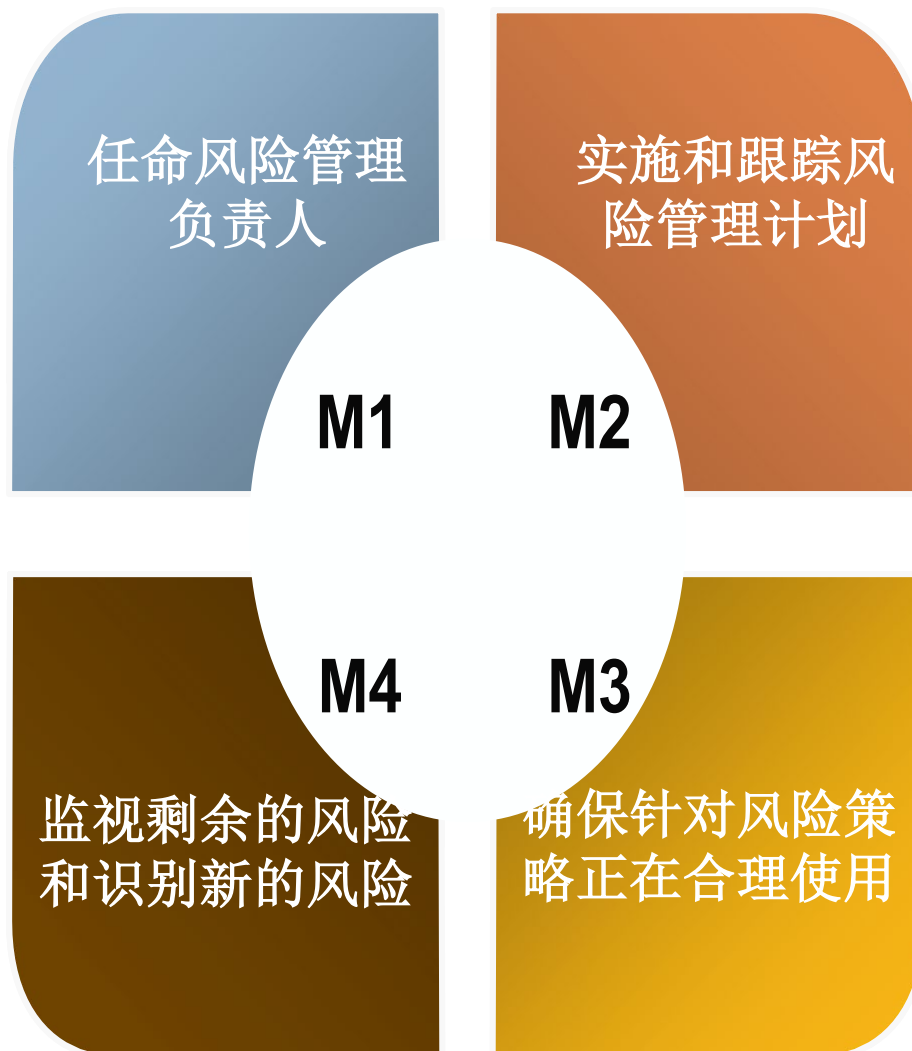 任命风险管理
负责人
实施和跟踪风
险管理计划
M1
M2
M4
M3
监视剩余的风险
和识别新的风险
确保针对风险策
略正在合理使用